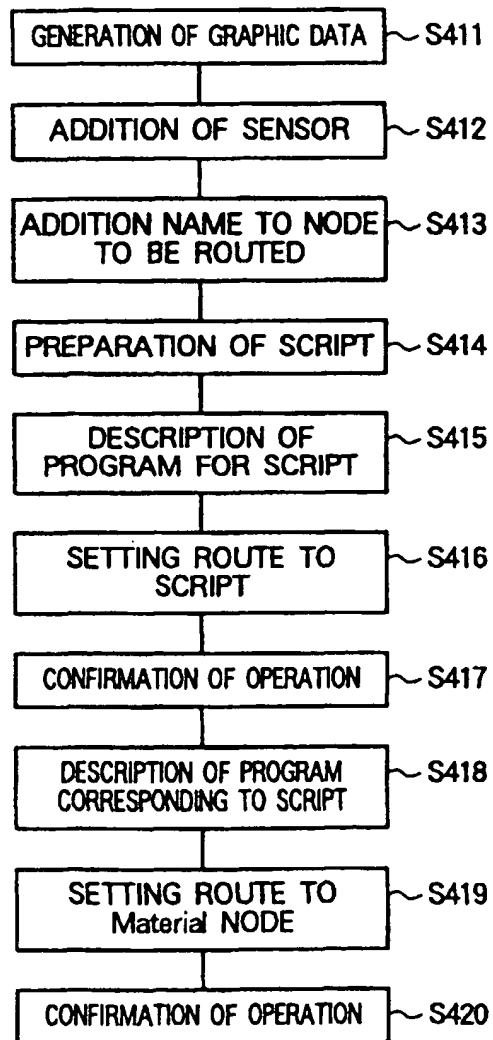 GENERATION OF GRAPHIC DATA ~ S411
ADDITION OF SENSOR ~ S412
ADDITION NAME TO NODE ~ S413
TO BE ROUTED
PREPARATION OF SCRIPT ~ S414
DESCRIPTION OF ~ S415
PROGRAM FOR SCRIPT
SETTING ROUTE TO ~ S416
SCRIPT
CONFIRMATION OF OPERATION ~ S417
DESCRIPTION OF PROGRAM ~ S418
CORRESPONDING TO SCRIPT
SETTING ROUTE TO ~ S419
Material NODE
CONFIRMATION OF OPERATION ~ S420